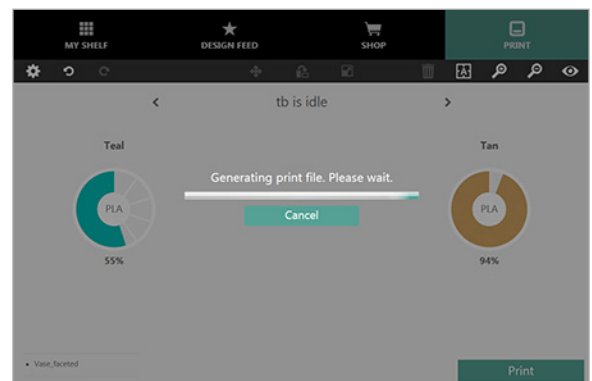 MY SHELF
DESIGN FEED
SHOP
PRINT
A
< tb is idle >
Teal
Tan
Generating print file. Please wait.
PLA
PLA
Cancel
55%
94%
• Vase_faceted
Print